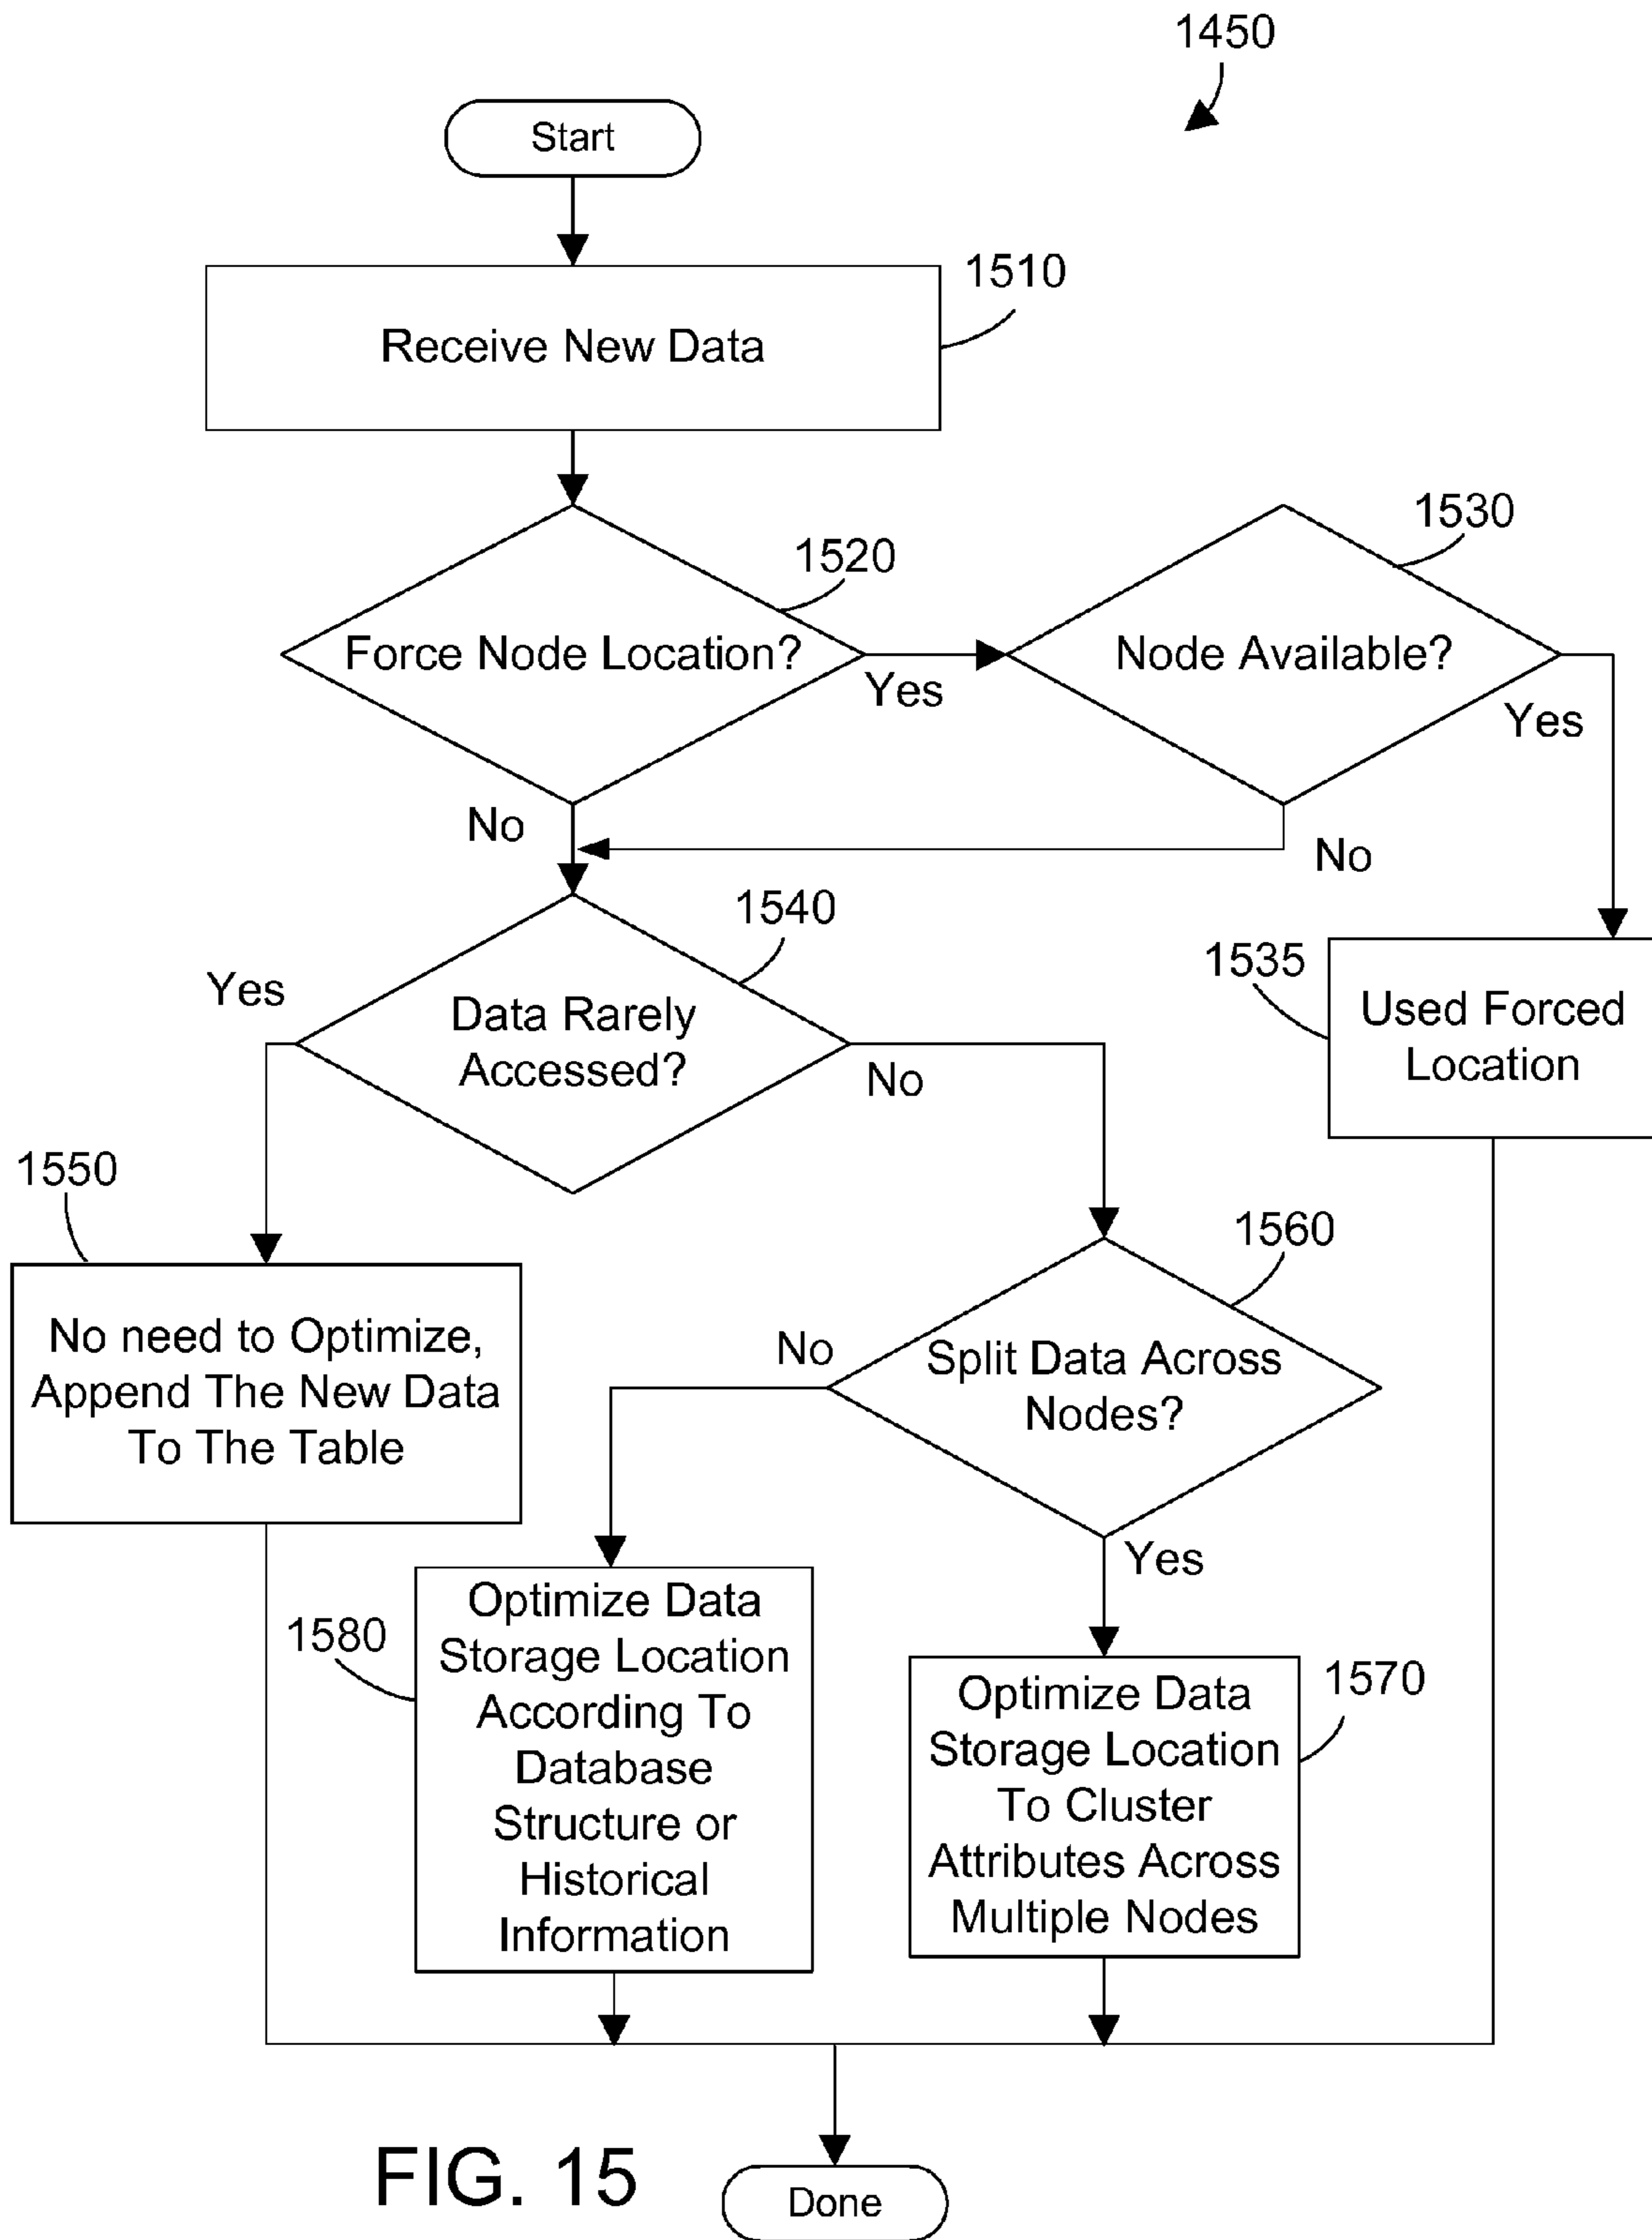 1450
Start
1510
Receive New Data
1520
1530
Force Node Location?
Node Available?
Yes
Yes
No
No
1540
1535
Yes
Used Forced
Location
Data Rarely
Accessed?
No
1550
1560
No need to Optimize,
Append The New Data
To The Table
No
Split Data Across
Nodes?
Yes
1580
Optimize Data
Storage Location
According To
Database
Structure or
Historical
Information
1570
Optimize Data
Storage Location
To Cluster
Attributes Across
Multiple Nodes
FIG. 15
Done